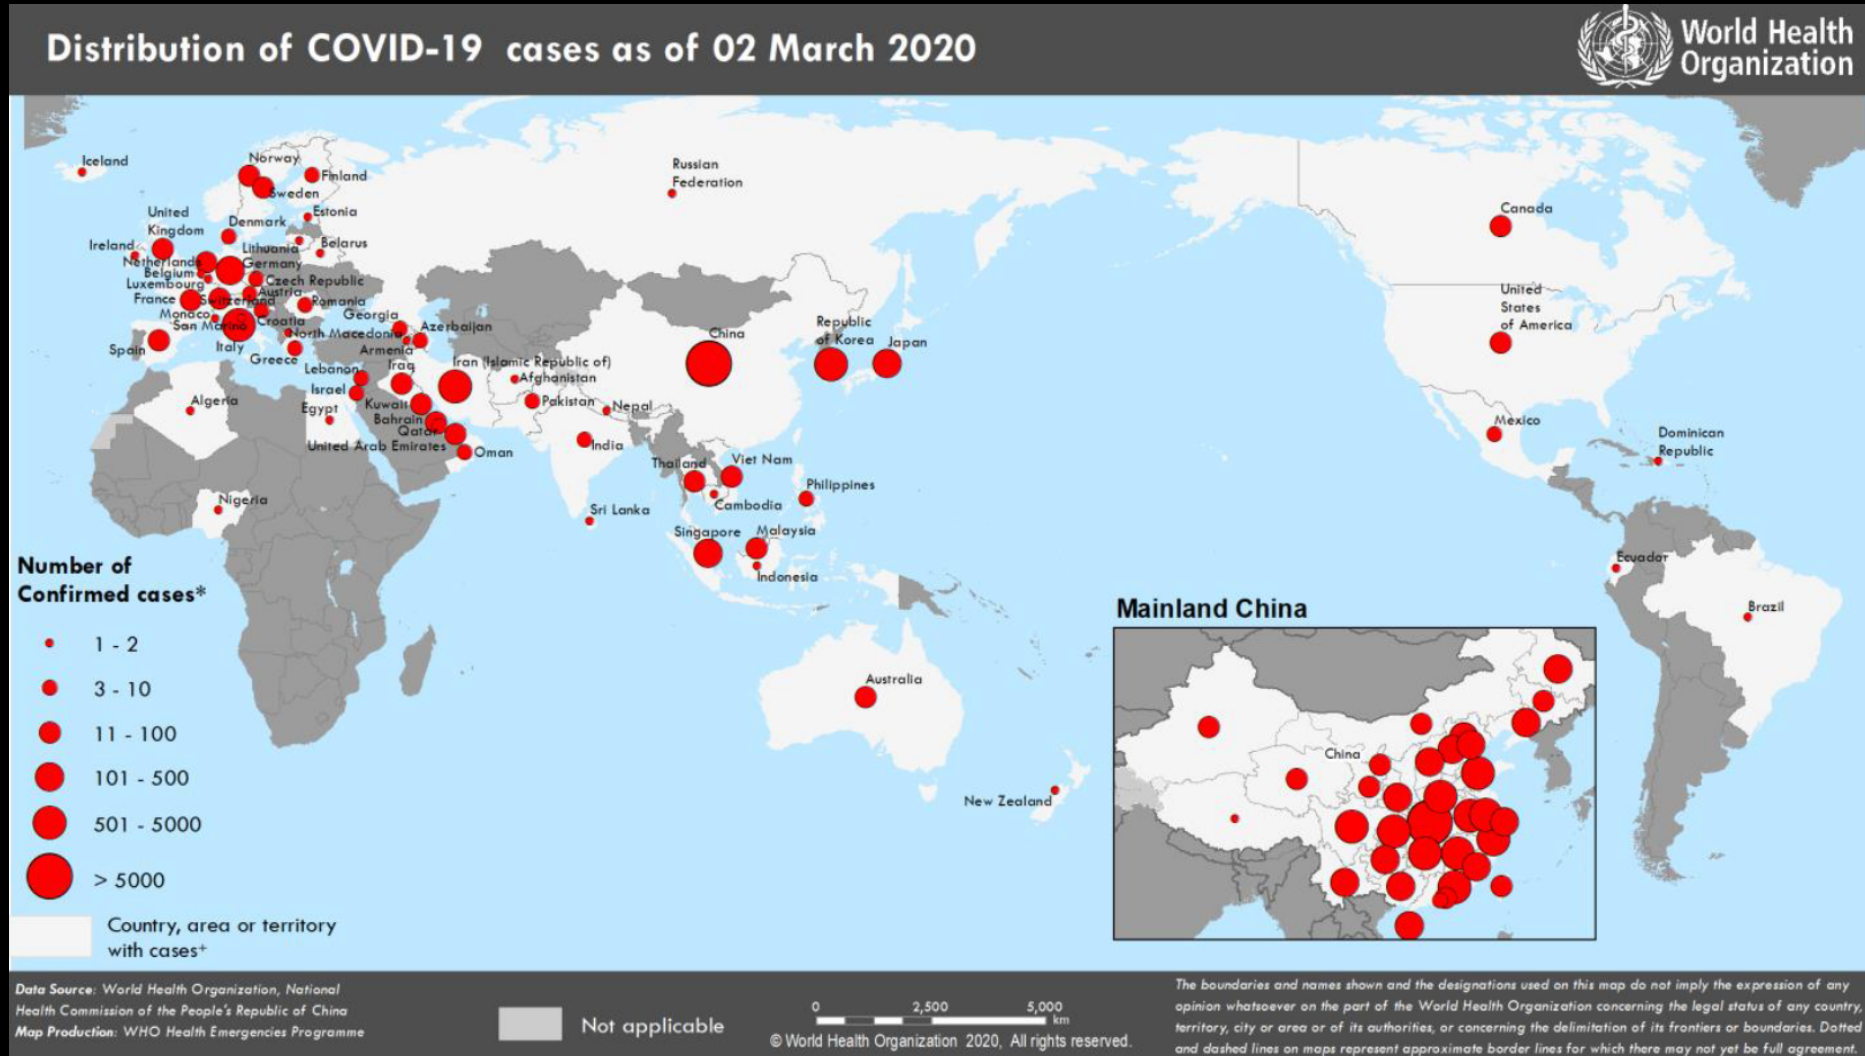 Distribution of COVID-19 cases as of 02 March 2020
World Health
Organization
Iceland
Norway
Finland
Sweden
Russian
Federation
United
Kingdom
Estonia
Denmark
Ireland
Lithuania
Belarus
Netherlands
Germany
Belgium
Czech Republic
Luxembourg
Austria
France
Switzerland
Romania
Monaco
Georgia
San Marino
Croatia
North Macedonia
Azerbaijan
Spain
Italy
Armenia
Greece
Lebanon
Iraq
Iran (Islamic Republic of)
Afghanistan
Israel
Kuwait
Pakistan
Nepal
Algeria
Egypt
Bahrain
Qatar
United Arab Emirates
Oman
India
China
Republic
of Korea
Japan
Thailand
Viet Nam
Cambodia
Philippines
Nigeria
Sri Lanka
Singapore
Malaysia
Indonesia
Australia
New Zealand
Canada
United
States
of America
Mexico
Dominican
Republic
Ecuador
Brazil
Number of
Confirmed cases*
1 - 2
3 - 10
11 - 100
101 - 500
501 - 5000
> 5000
Country, area or territory
with cases+
Mainland China
China
Data Source: World Health Organization, National
Health Commission of the People's Republic of China
Map Production: WHO Health Emergencies Programme
Not applicable
0 2,500 5,000
km
© World Health Organization 2020, All rights reserved.
The boundaries and names shown and the designations used on this map do not imply the expression of any
opinion whatsoever on the part of the World Health Organization concerning the legal status of any country,
territory, city or area or of its authorities, or concerning the delimitation of its frontiers or boundaries. Dotted
and dashed lines on maps represent approximate border lines for which there may not yet be full agreement.